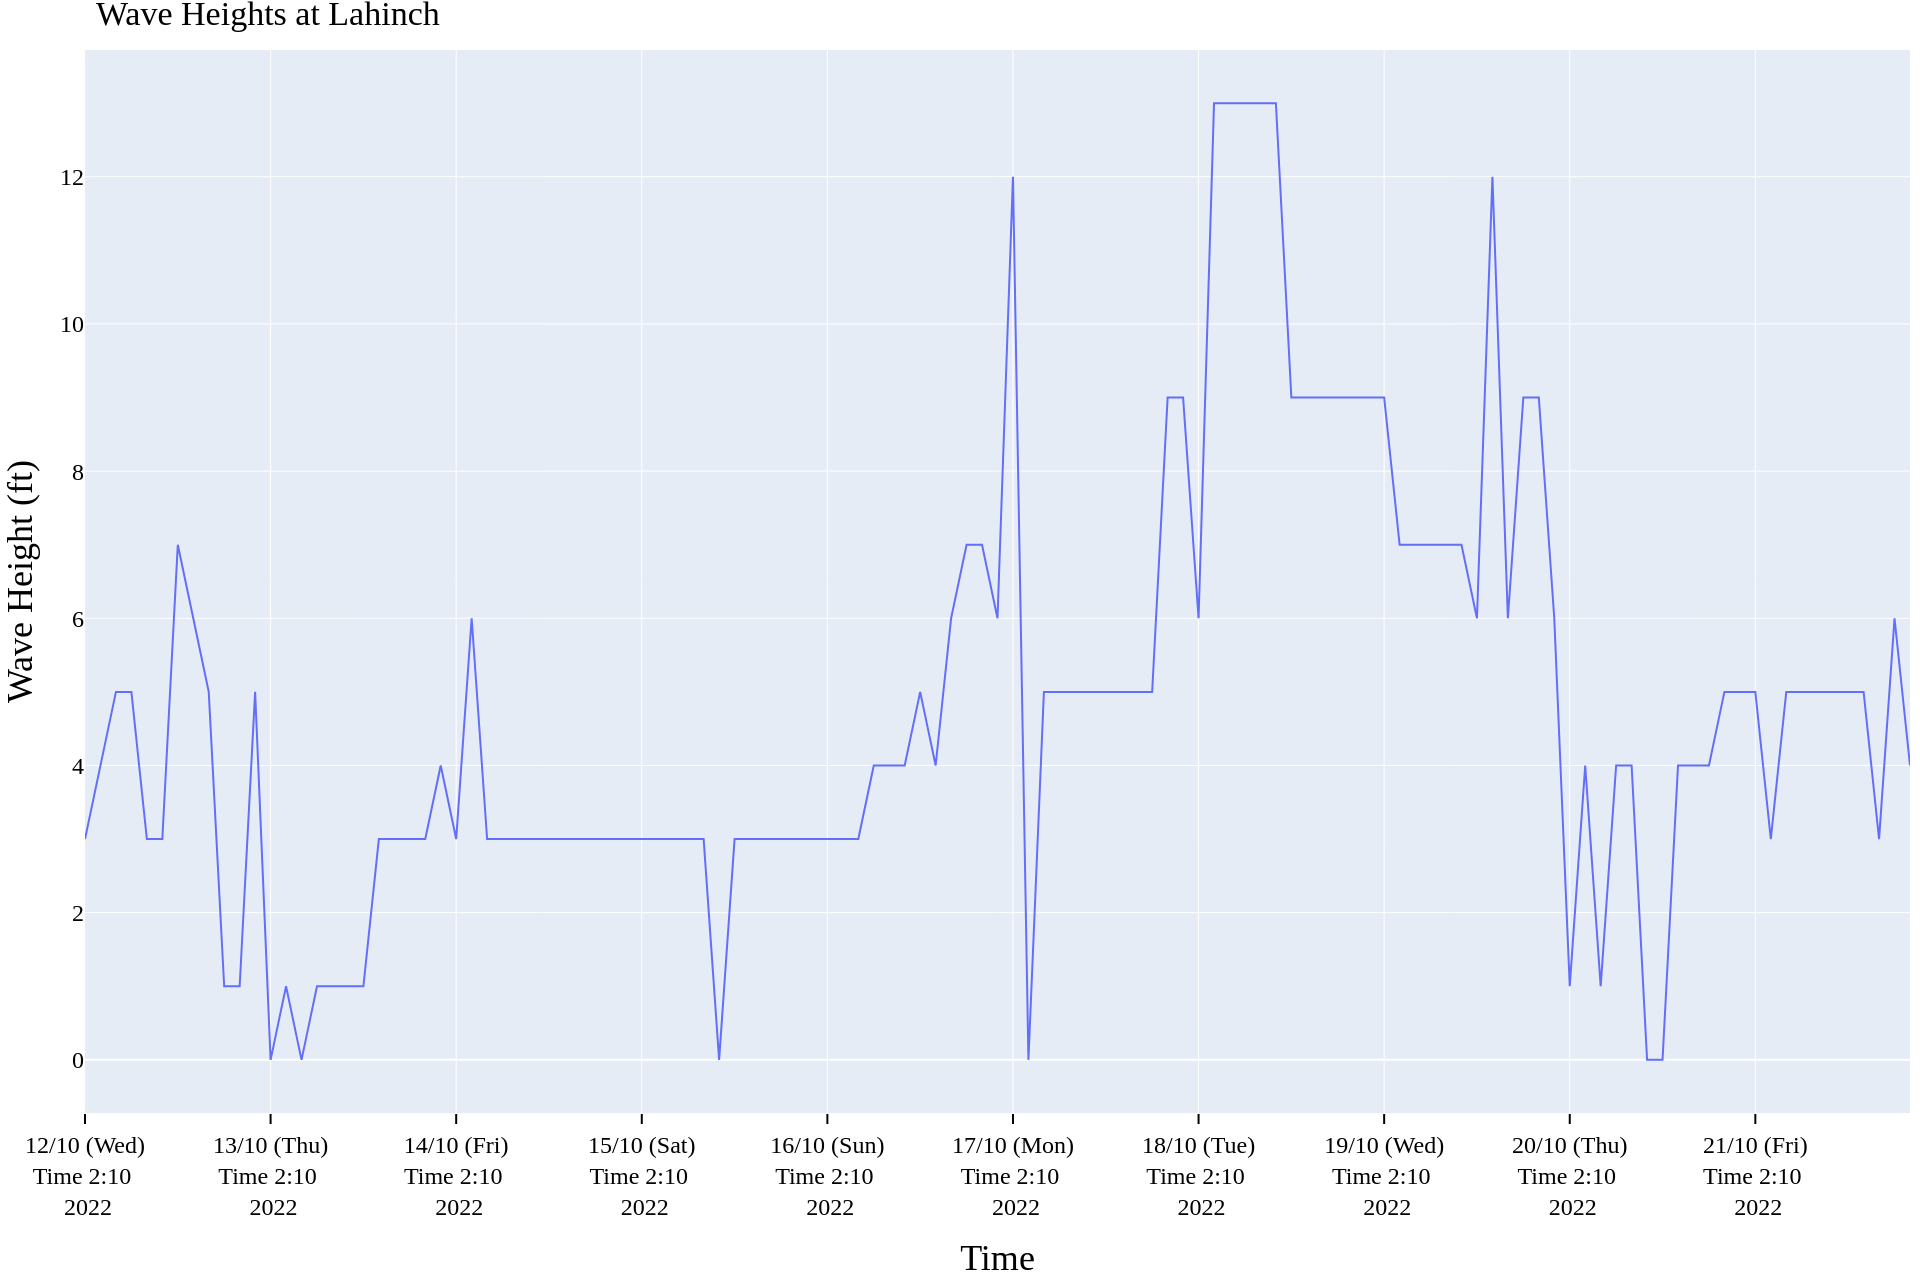 Wave Heights at Lahinch
Wave Height (ft)
12
10
8
6
4
2
0
12/10 (Wed)
Time 2:10
2022
13/10 (Thu)
Time 2:10
2022
14/10 (Fri)
Time 2:10
2022
15/10 (Sat)
Time 2:10
2022
16/10 (Sun)
Time 2:10
2022
17/10 (Mon)
Time 2:10
2022
18/10 (Tue)
Time 2:10
2022
19/10 (Wed)
Time 2:10
2022
20/10 (Thu)
Time 2:10
2022
21/10 (Fri)
Time 2:10
2022
Time